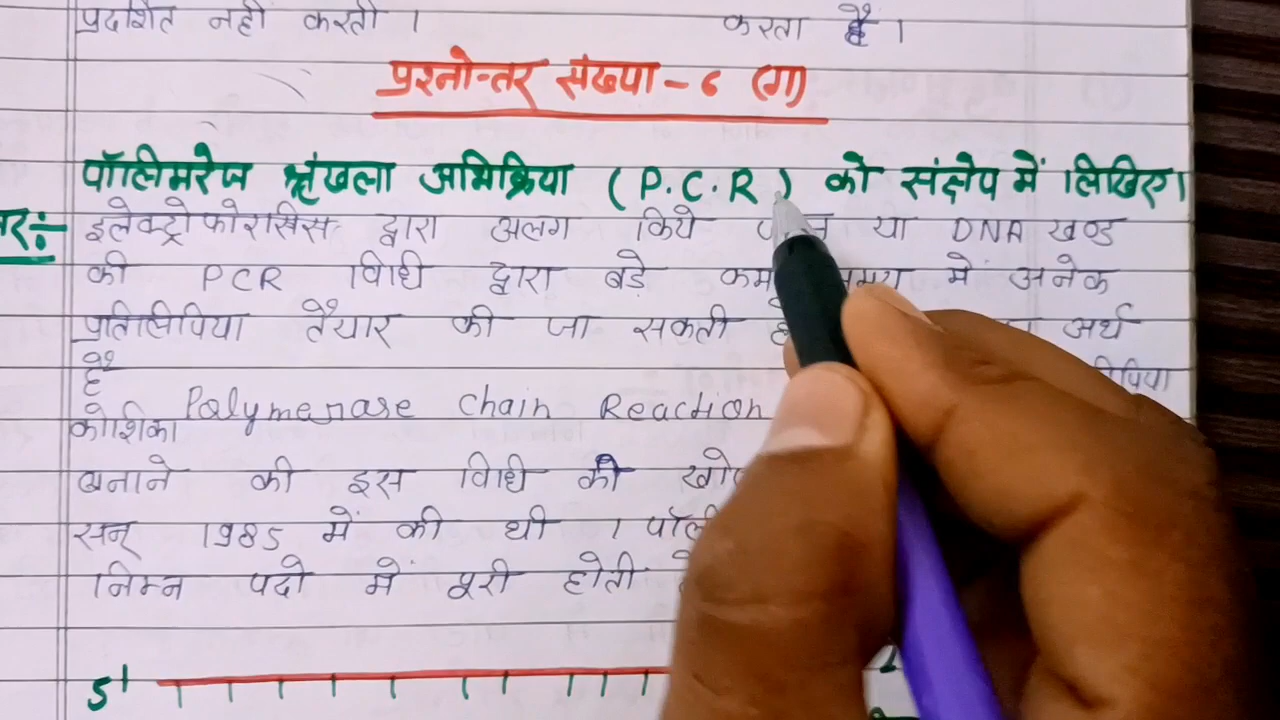 प्रदर्शित नही करती । करता है ।
प्रश्नोत्तर संख्या - 6 (ग)
पॉलिमरेज श्रृंखला अभिक्रिया ( P.C.R ) को संक्षेप में लिखिए।
इलेक्ट्रोफोरेसिस द्वारा अलग किये या DNA खण्ड
की PCR विधि द्वारा बडे कम समय में अनेक
प्रतिलिपिया तैयार की जा सकती अर्थ
है
Polymerase Chain Reaction
कोशिका
बनाने की इस विधि की
सन् 1985 में की थी ।
निम्न पदो में पूरी होती
5'